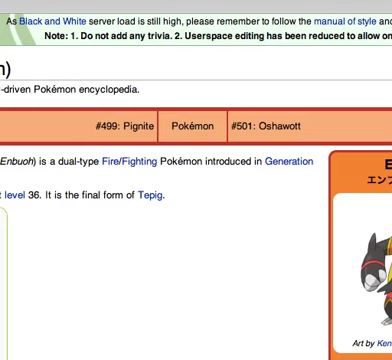 As Black and White server load is still high, please remember to follow the manual of style and
Note: 1. Do not add any trivia. 2. Userspace editing has been reduced to allow on
)
-driven Pokémon encyclopedia.
#499: Pignite Pokémon #501: Oshawott
Enbuoh) is a dual-type Fire/Fighting Pokémon introduced in Generation
t level 36. It is the final form of Tepig.
E
エンブ
Art by Ken